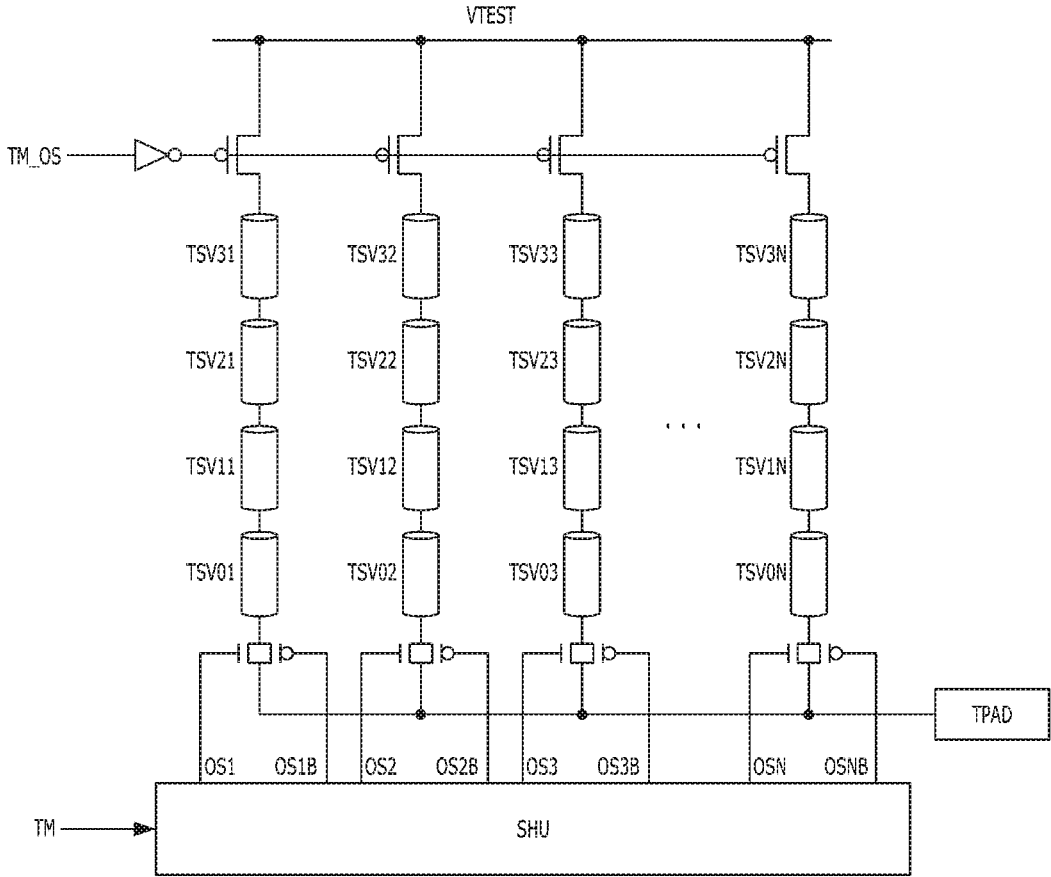 VTEST
TM_OS
TSV31 TSV32 TSV33 TSV3N
TSV21 TSV22 TSV23 TSV2N
. . .
TSV11 TSV12 TSV13 TSV1N
TSV01 TSV02 TSV03 TSV0N
TPAD
OS1 OS1B OS2 OS2B OS3 OS3B OSN OSNB
TM SHU